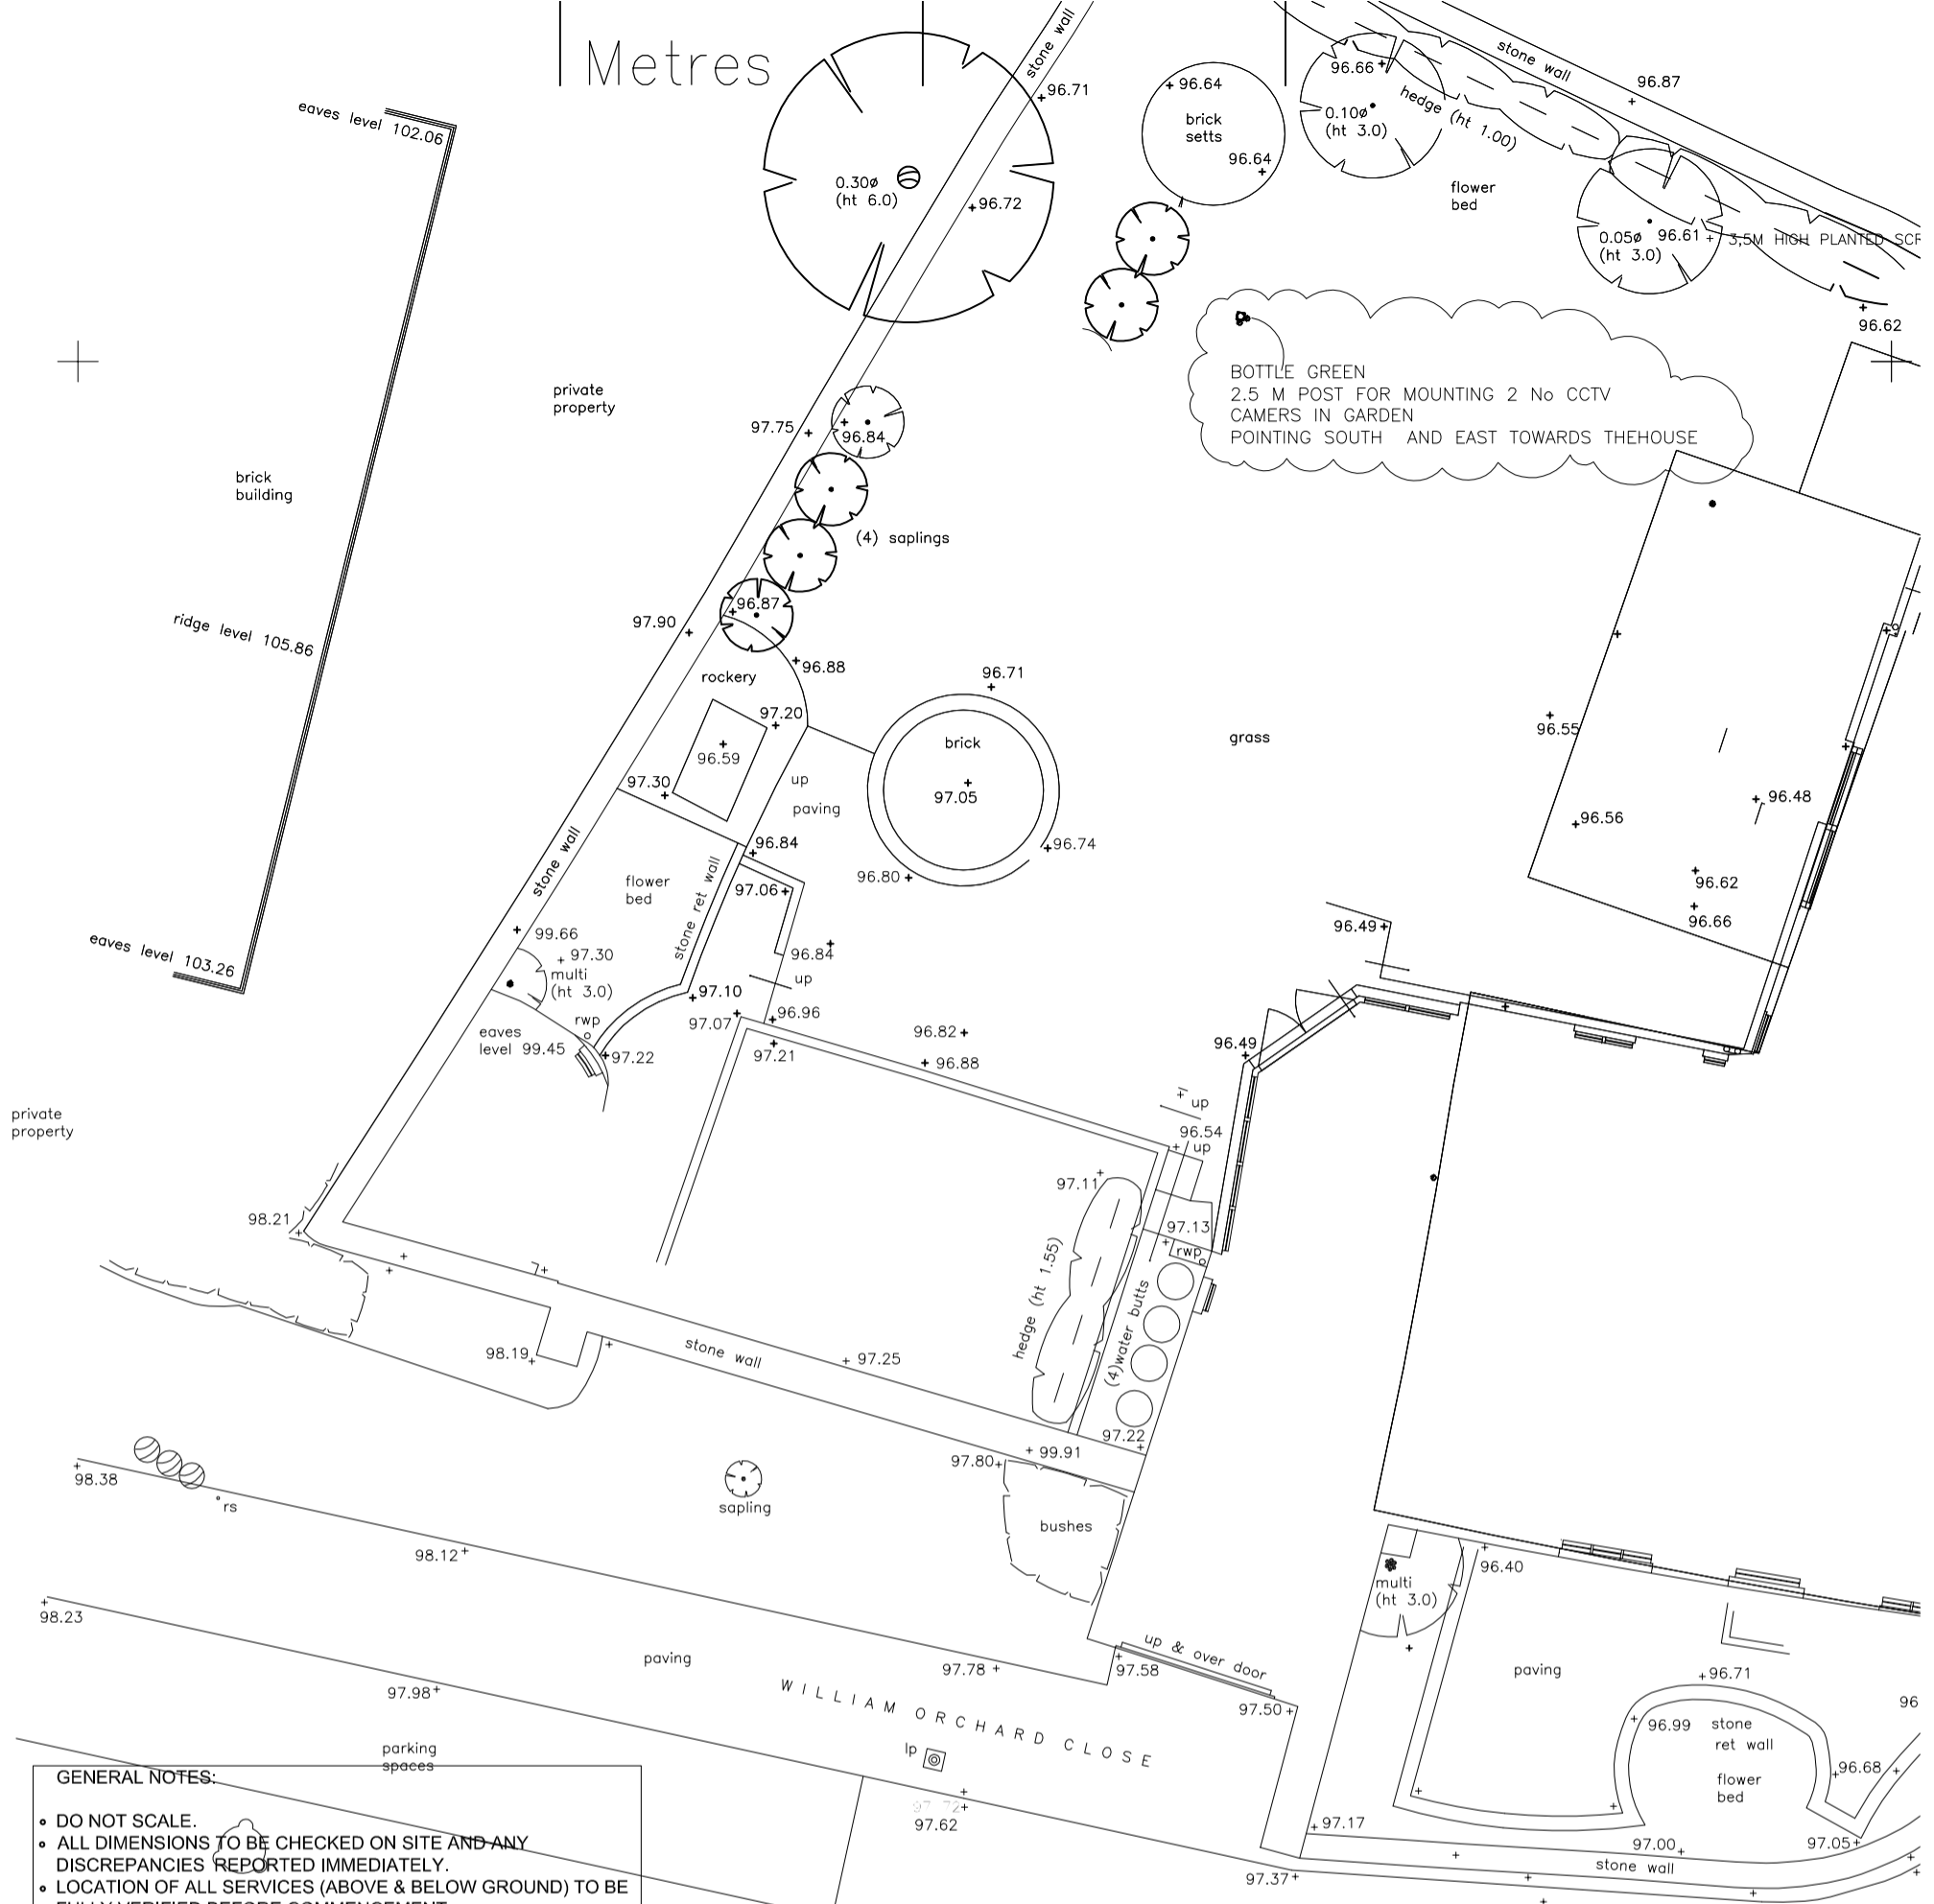 Metres
stone wall
stone wall
96.87
eaves level 102.06
96.71
96.64
brick
setts
96.64
96.66
0.10ø
(ht 3.0)
hedge (ht 1.00)
0.30ø
(ht 6.0)
96.72
flower
bed
0.05ø
(ht 3.0)
96.61
3,5M HIGH PLANTED SCR
96.62
BOTTLE GREEN
2.5 M POST FOR MOUNTING 2 No CCTV
CAMERS IN GARDEN
POINTING SOUTH AND EAST TOWARDS THEHOUSE
private
property
97.75
96.84
brick
building
(4) saplings
ridge level 105.86
97.90
96.87
96.88
rockery
96.71
97.20
96.59
brick
97.05
grass
96.55
97.30
up
paving
96.48
96.56
96.84
96.74
96.80
stone wall
flower
bed
stone ret wall
97.06
96.62
96.66
99.66
97.30
multi
(ht 3.0)
96.84
up
96.49
eaves level 103.26
97.10
97.07
96.96
rwp
eaves
level 99.45
97.22
97.21
96.82
96.88
96.49
private
property
up
96.54
up
97.11
98.21
97.13
rwp
hedge (ht 1.55)
(4)water butts
98.19
stone wall
97.25
97.22
99.91
97.80
98.38
rs
sapling
bushes
98.12
96.40
multi
(ht 3.0)
98.23
paving
97.78
97.58
up & over door
paving
96.71
97.98
WILLIAM ORCHARD CLOSE
97.50
96
96.99
stone
ret wall
lp
parking
spaces
96.68
flower
bed
97.72
97.62
97.17
97.00
97.05
stone wall
97.37
GENERAL NOTES:
DO NOT SCALE.
ALL DIMENSIONS TO BE CHECKED ON SITE AND ANY
DISCREPANCIES REPORTED IMMEDIATELY.
LOCATION OF ALL SERVICES (ABOVE & BELOW GROUND) TO BE
FULLY VERIFIED BEFORE COMMENCEMENT